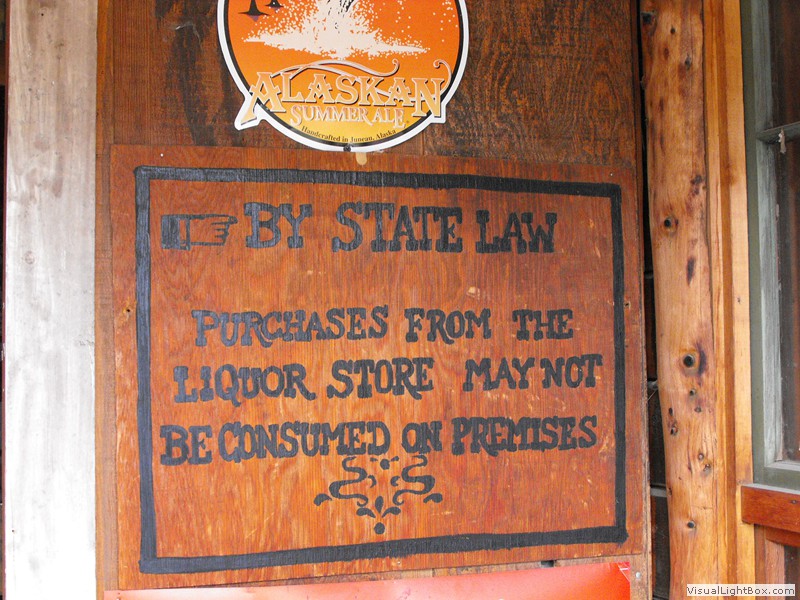 ALASKAN
SUMMER ALE
Handcrafted in Juneau, Alaska
BY STATE LAW
PURCHASES FROM THE
LIQUOR STORE MAY NOT
BE CONSUMED ON PREMISES
VisualLightBox.com